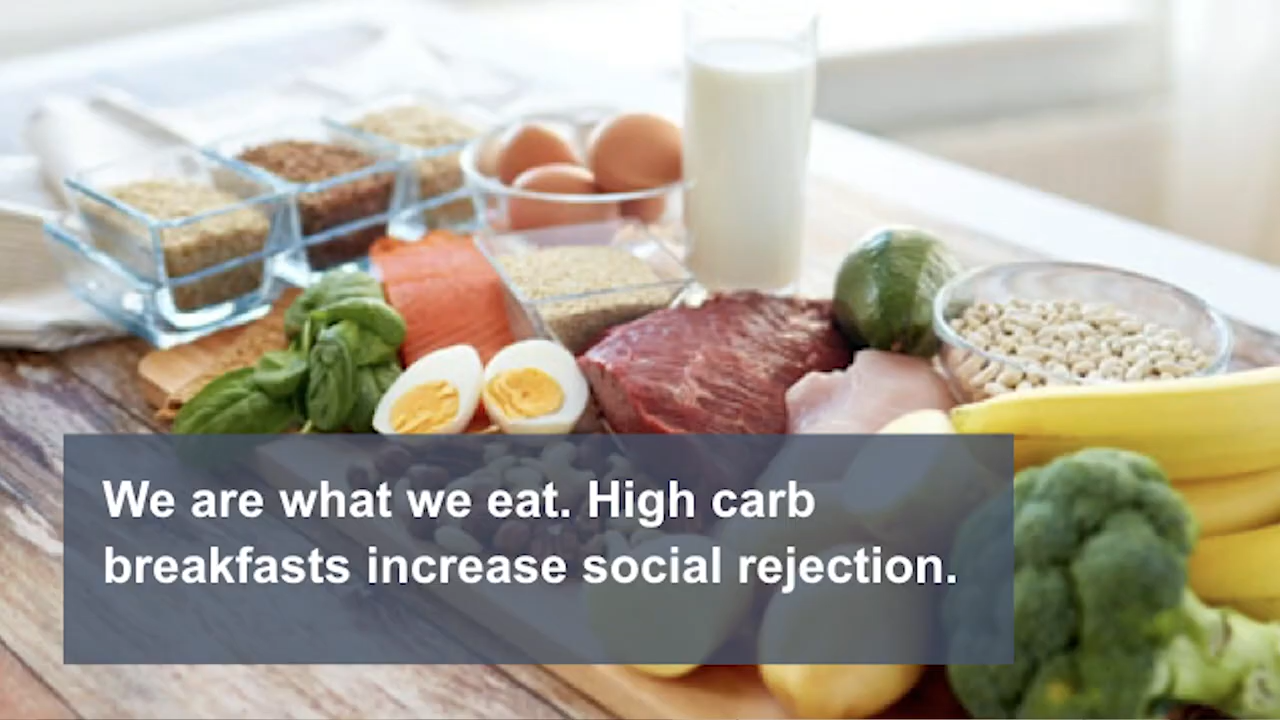 We are what we eat. High carb
breakfasts increase social rejection.